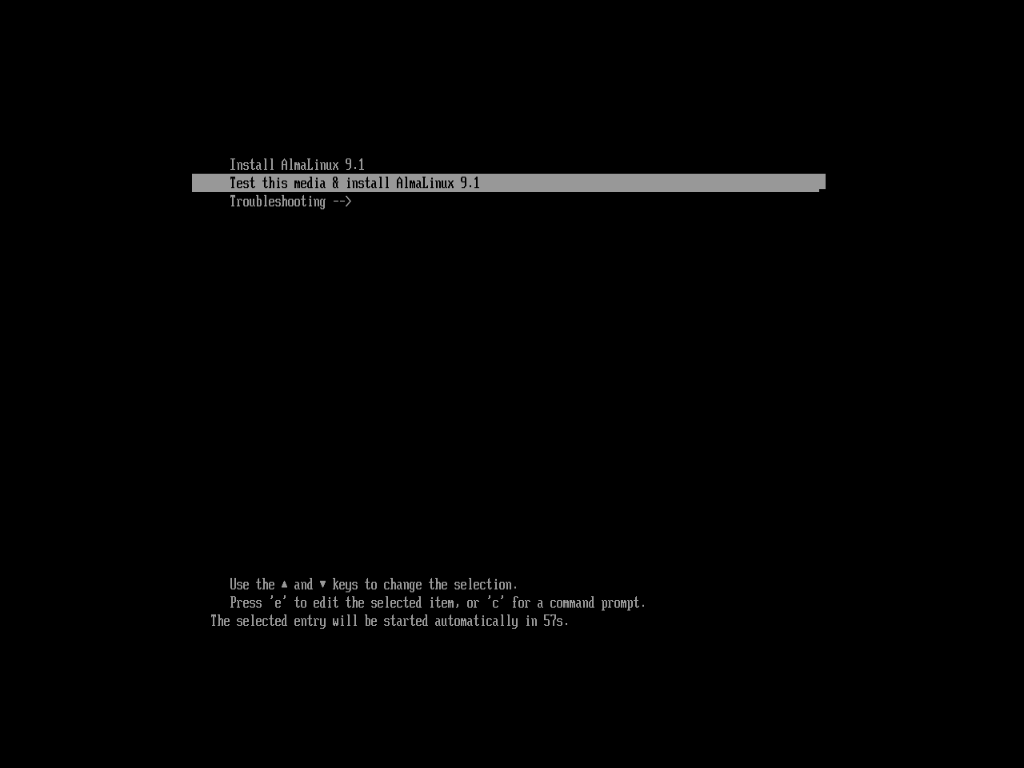 Install AlmaLinux 9.1
Test this media & install AlmaLinux 9.1
Troubleshooting -->
Use the ▲ and ▼ keys to change the selection.
Press 'e' to edit the selected item, or 'c' for a command prompt.
The selected entry will be started automatically in 57s.